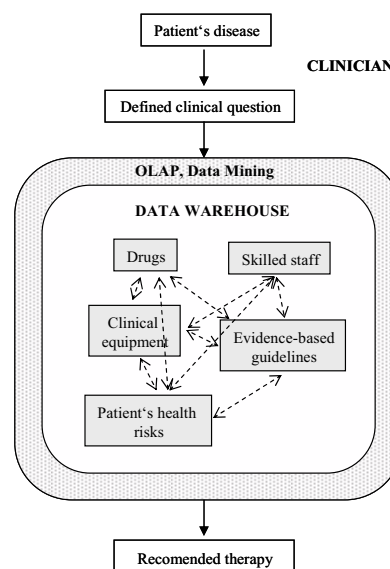 Patient‘s disease
CLINICIAN
Defined clinical question
OLAP, Data Mining
DATA WAREHOUSE
Drugs
Skilled staff
Clinical
equipment
Evidence-based
guidelines
Patient‘s health
risks
Recomended therapy